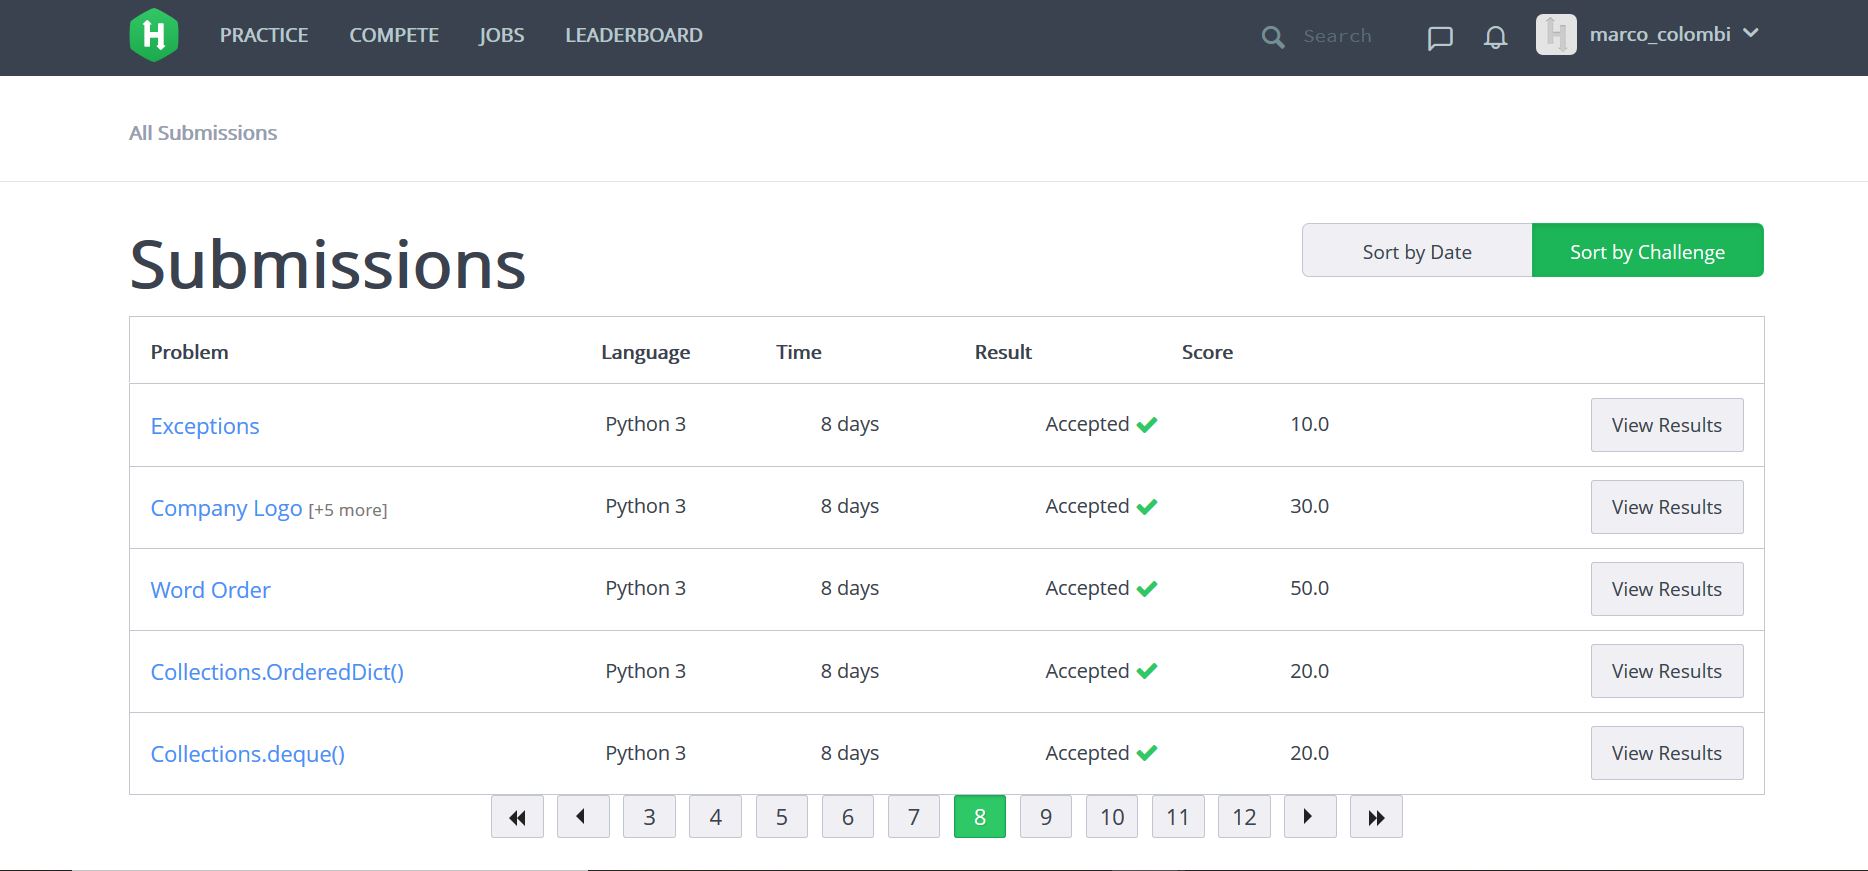 H PRACTICE COMPETE JOBS LEADERBOARD Search H marco_colombi
All Submissions
Submissions
Sort by Date Sort by Challenge
Problem Language Time Result Score
Exceptions Python 3 8 days Accepted 10.0 View Results
Company Logo [+5 more] Python 3 8 days Accepted 30.0 View Results
Word Order Python 3 8 days Accepted 50.0 View Results
Collections.OrderedDict() Python 3 8 days Accepted 20.0 View Results
Collections.deque() Python 3 8 days Accepted 20.0 View Results
3 4 5 6 7 8 9 10 11 12